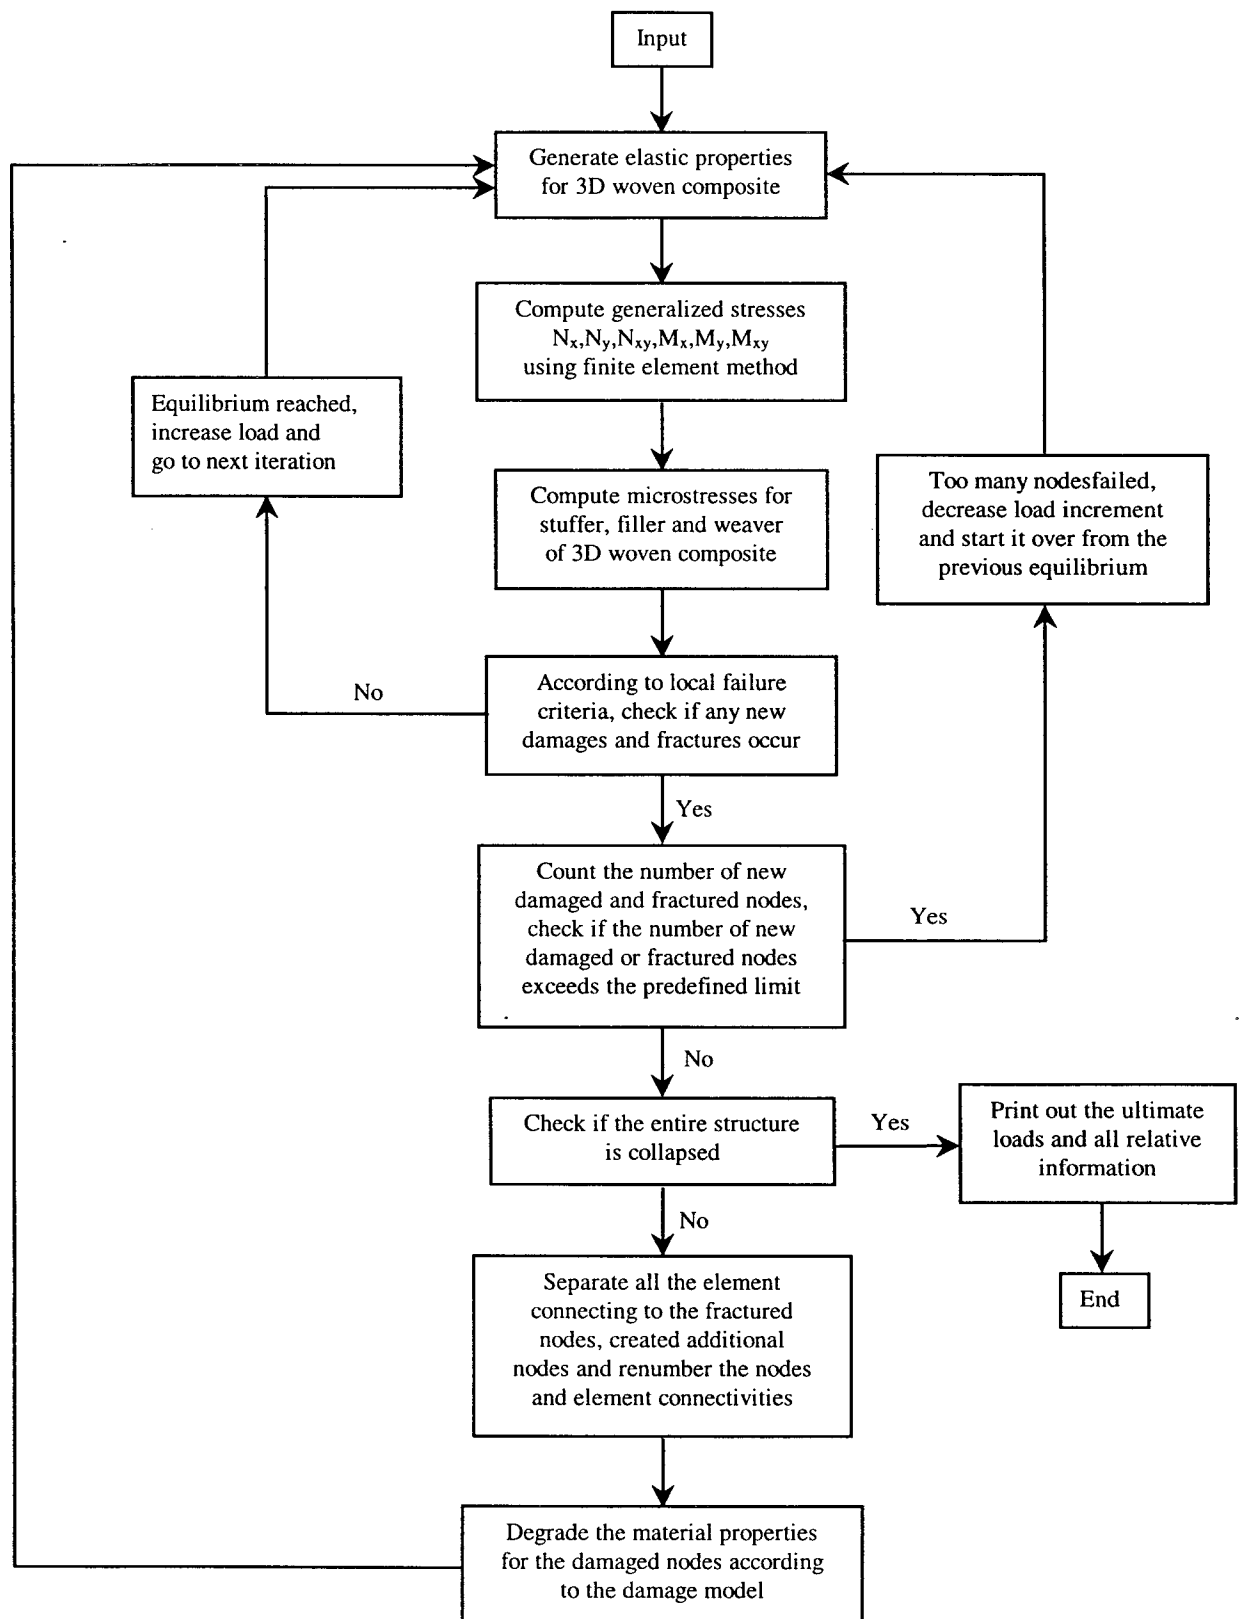 Input
Generate elastic properties
for 3D woven composite
Compute generalized stresses
Nₓ,Nᵧ,Nₓᵧ,Mₓ,Mᵧ,Mₓᵧ
using finite element method
Equilibrium reached,
increase load and
go to next iteration
Too many nodesfailed,
decrease load increment
and start it over from the
previous equilibrium
Compute microstresses for
stuffer, filler and weaver
of 3D woven composite
No
According to local failure
criteria, check if any new
damages and fractures occur
Yes
Count the number of new
damaged and fractured nodes,
check if the number of new
damaged or fractured nodes
exceeds the predefined limit
Yes
No
Check if the entire structure
is collapsed
Yes
Print out the ultimate
loads and all relative
information
No
End
Separate all the element
connecting to the fractured
nodes, created additional
nodes and renumber the nodes
and element connectivities
Degrade the material properties
for the damaged nodes according
to the damage model